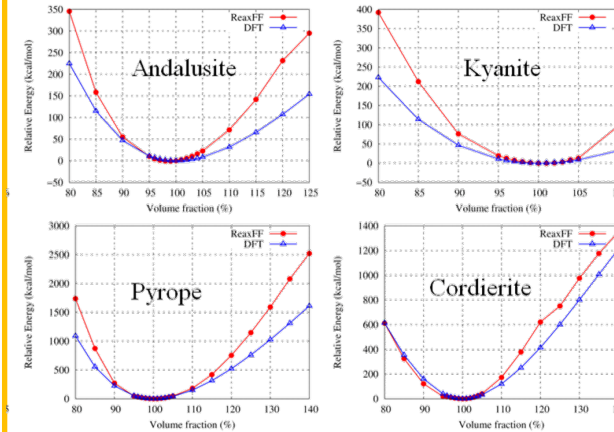 350
300
250
200
150
100
50
0
−50
80 85 90 95 100 105 110 115 120 125
Relative Energy (kcal/mol)
Volume fraction (%)
ReaxFF
DFT
Andalusite
400
350
300
250
200
150
100
50
0
−50
80 85 90 95 100 105
Relative Energy (kcal/mol)
Volume fraction (%)
ReaxFF
DFT
Kyanite
3000
2500
2000
1500
1000
500
0
80 90 100 110 120 130 140
Relative Energy (kcal/mol)
Volume fraction (%)
ReaxFF
DFT
Pyrope
1400
1200
1000
800
600
400
200
0
80 90 100 110 120 130
Relative Energy (kcal/mol)
Volume fraction (%)
ReaxFF
DFT
Cordierite